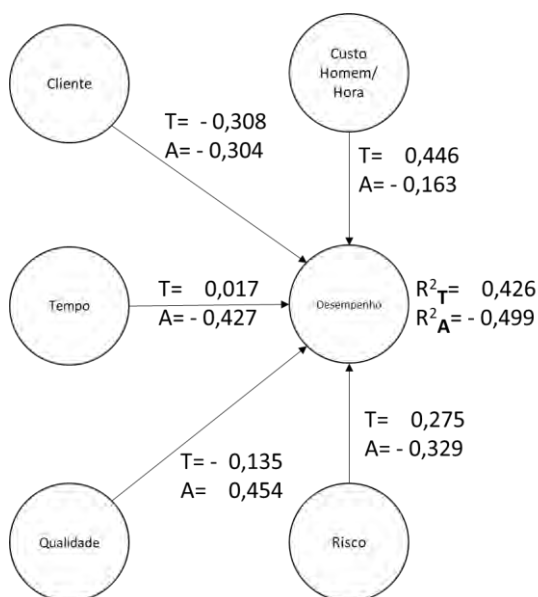 Cliente
Custo
Homem/
Hora
T= - 0,308
A= - 0,304
T= 0,446
A= - 0,163
Tempo
T= 0,017
A= - 0,427
Desempenho
R²T= 0,426
R²A= - 0,499
T= - 0,135
A= 0,454
T= 0,275
A= - 0,329
Qualidade
Risco